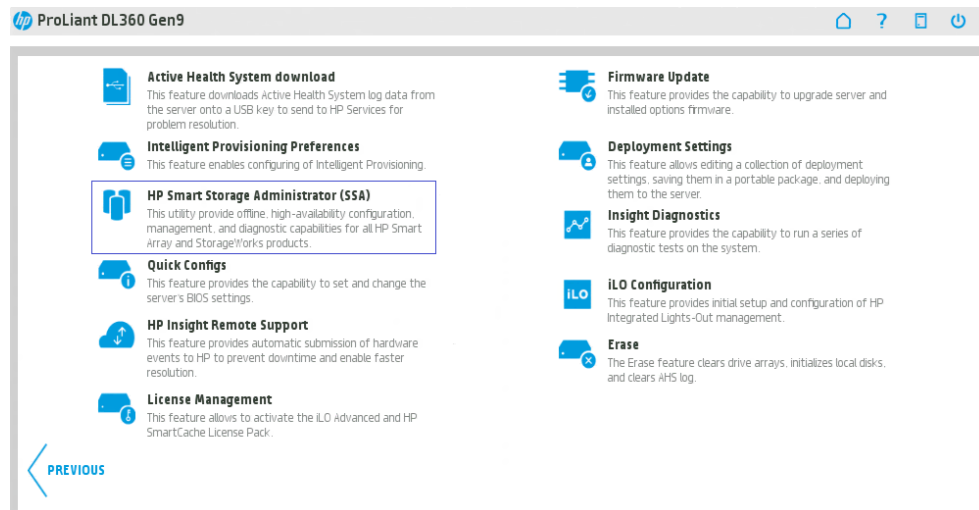 hp ProLiant DL360 Gen9
?
Active Health System download
This feature downloads Active Health System log data from
the server onto a USB key to send to HP Services for
problem resolution.
Intelligent Provisioning Preferences
This feature enables configuring of Intelligent Provisioning.
HP Smart Storage Administrator (SSA)
This utility provide offline, high-availability configuration,
management, and diagnostic capabilities for all HP Smart
Array and StorageWorks products.
Quick Configs
This feature provides the capability to set and change the
server's BIOS settings.
HP Insight Remote Support
This feature provides automatic submission of hardware
events to HP to prevent downtime and enable faster
resolution.
License Management
This feature allows to activate the iLO Advanced and HP
SmartCache License Pack.
Firmware Update
This feature provides the capability to upgrade server and
installed options firmware.
Deployment Settings
This feature allows editing a collection of deployment
settings, saving them in a portable package, and deploying
them to the server.
Insight Diagnostics
This feature provides the capability to run a series of
diagnostic tests on the system.
iLO
iLO Configuration
This feature provides initial setup and configuration of HP
Integrated Lights-Out management.
Erase
The Erase feature clears drive arrays, initializes local disks,
and clears AHS log.
PREVIOUS